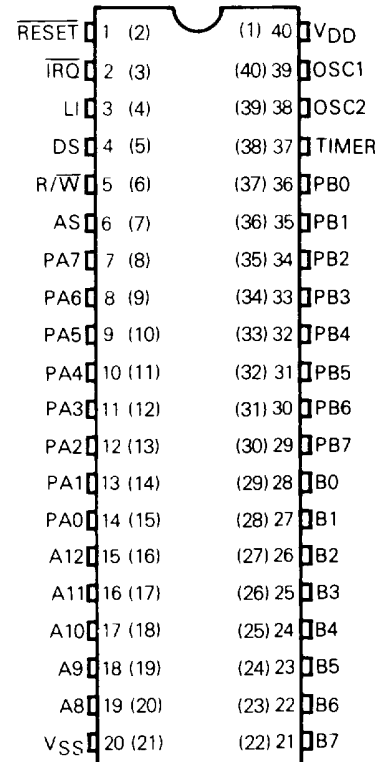 RESET 1 (2) (1) 40 VDD
IRQ 2 (3) (40) 39 OSC1
LI 3 (4) (39) 38 OSC2
DS 4 (5) (38) 37 TIMER
R/W 5 (6) (37) 36 PB0
AS 6 (7) (36) 35 PB1
PA7 7 (8) (35) 34 PB2
PA6 8 (9) (34) 33 PB3
PA5 9 (10) (33) 32 PB4
PA4 10 (11) (32) 31 PB5
PA3 11 (12) (31) 30 PB6
PA2 12 (13) (30) 29 PB7
PA1 13 (14) (29) 28 B0
PA0 14 (15) (28) 27 B1
A12 15 (16) (27) 26 B2
A11 16 (17) (26) 25 B3
A10 17 (18) (25) 24 B4
A9 18 (19) (24) 23 B5
A8 19 (20) (23) 22 B6
VSS 20 (21) (22) 21 B7